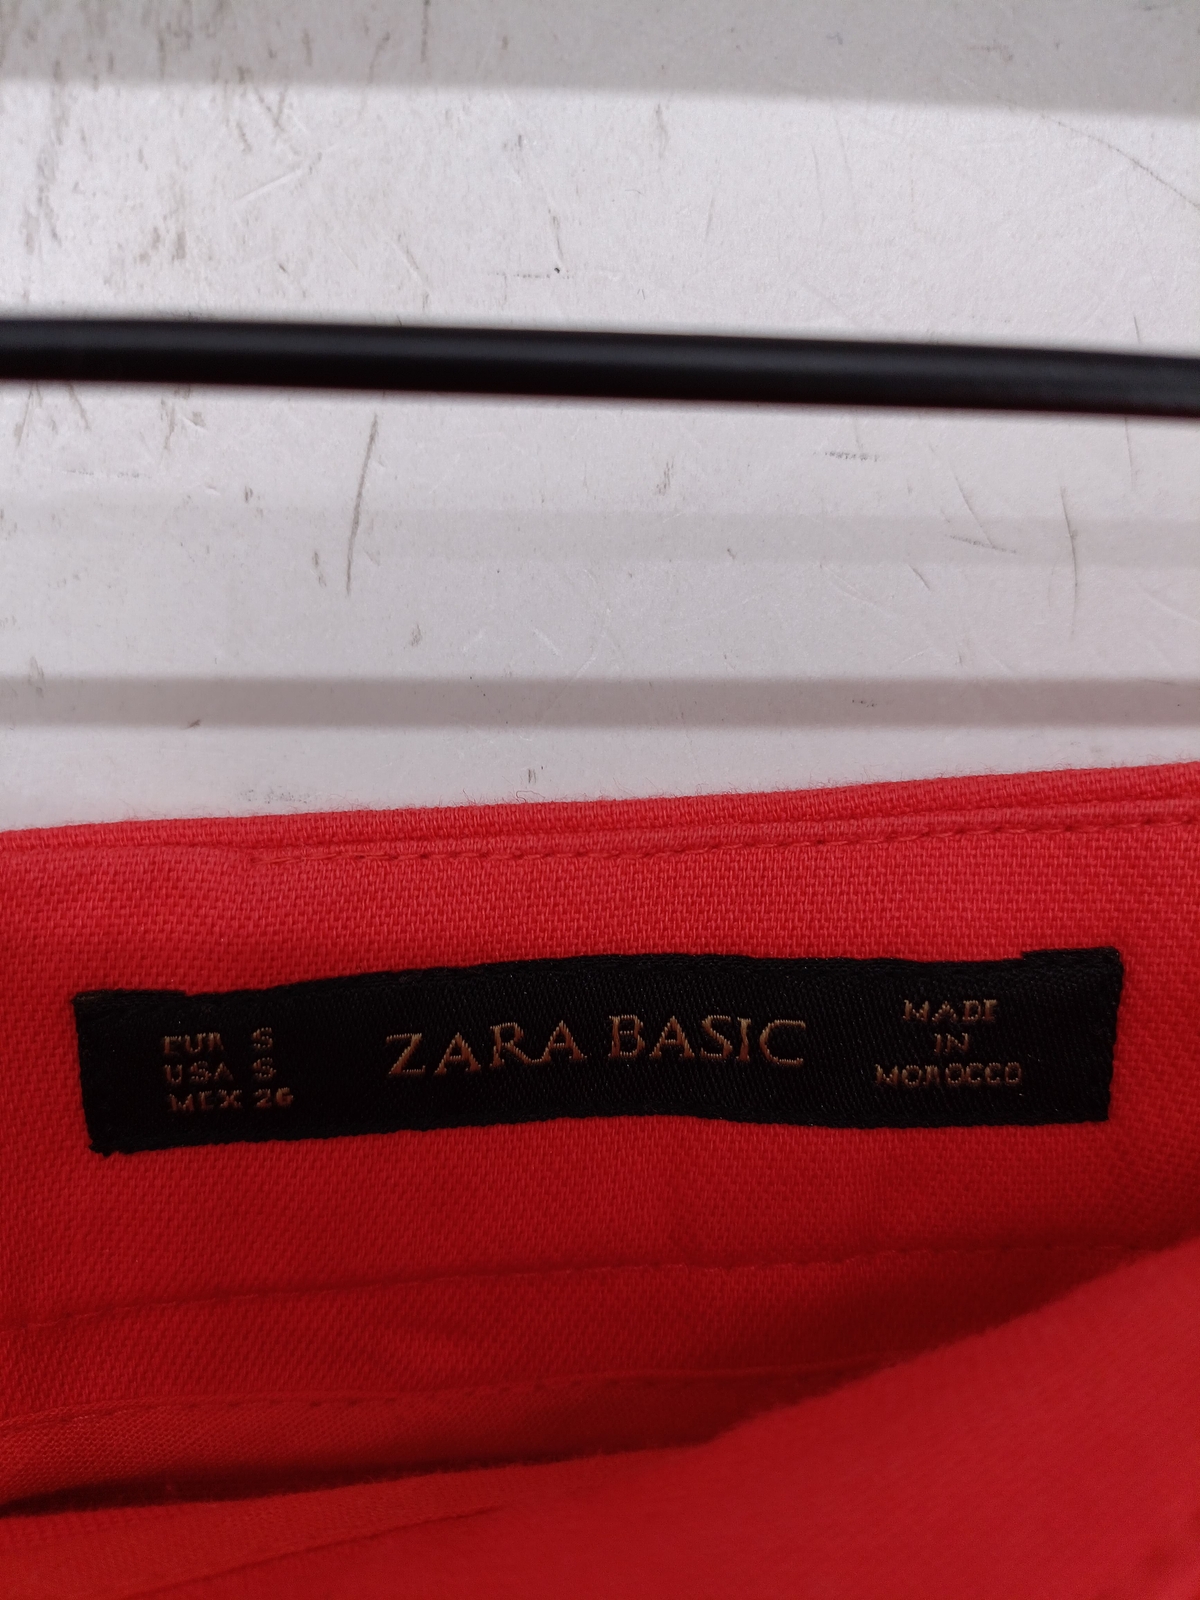 EUR S
USA S
MEX 26
ZARA BASIC
MADE
IN
MOROCCO